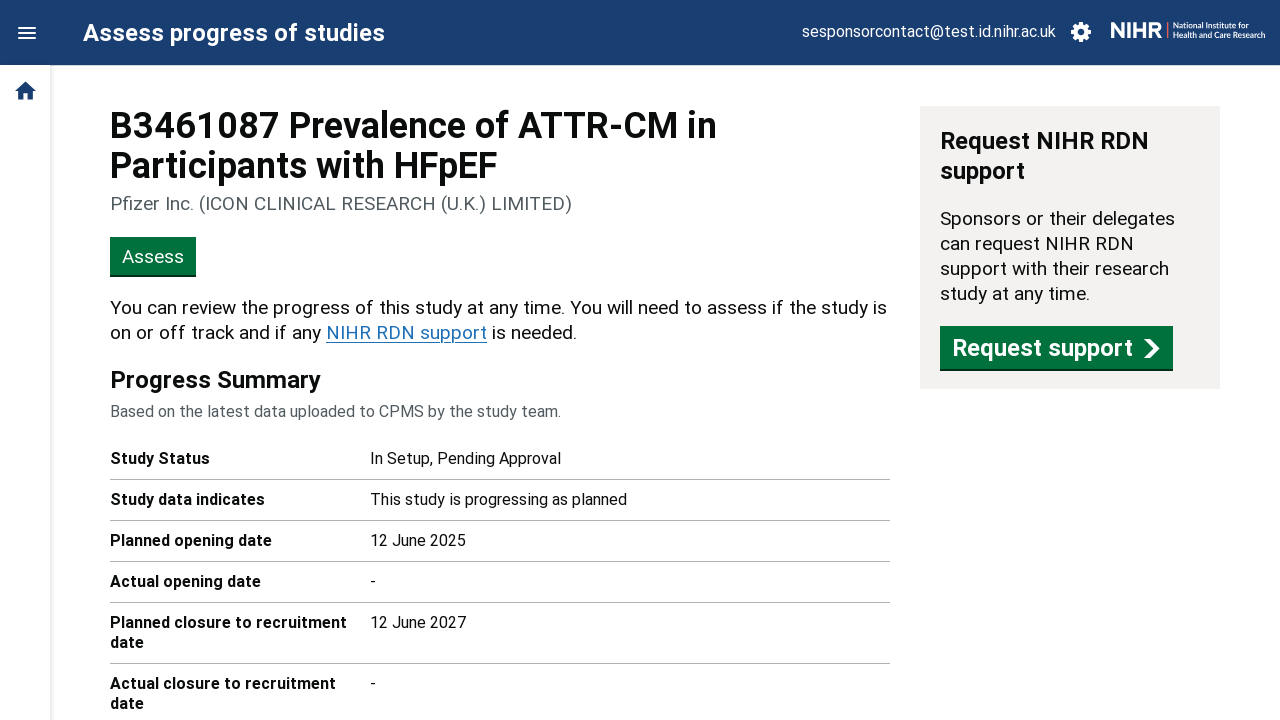 Assess progress of studies
sesponsorcontact@test.id.nihr.ac.uk
NIHR | National Institute for
Health and Care Research
B3461087 Prevalence of ATTR-CM in
Participants with HFpEF
Pfizer Inc. (ICON CLINICAL RESEARCH (U.K.) LIMITED)
Assess
You can review the progress of this study at any time. You will need to assess if the study is
on or off track and if any NIHR RDN support is needed.
Progress Summary
Based on the latest data uploaded to CPMS by the study team.
Study Status In Setup, Pending Approval
Study data indicates This study is progressing as planned
Planned opening date 12 June 2025
Actual opening date -
Planned closure to recruitment 12 June 2027
date
Actual closure to recruitment -
date
Request NIHR RDN
support
Sponsors or their delegates
can request NIHR RDN
support with their research
study at any time.
Request support